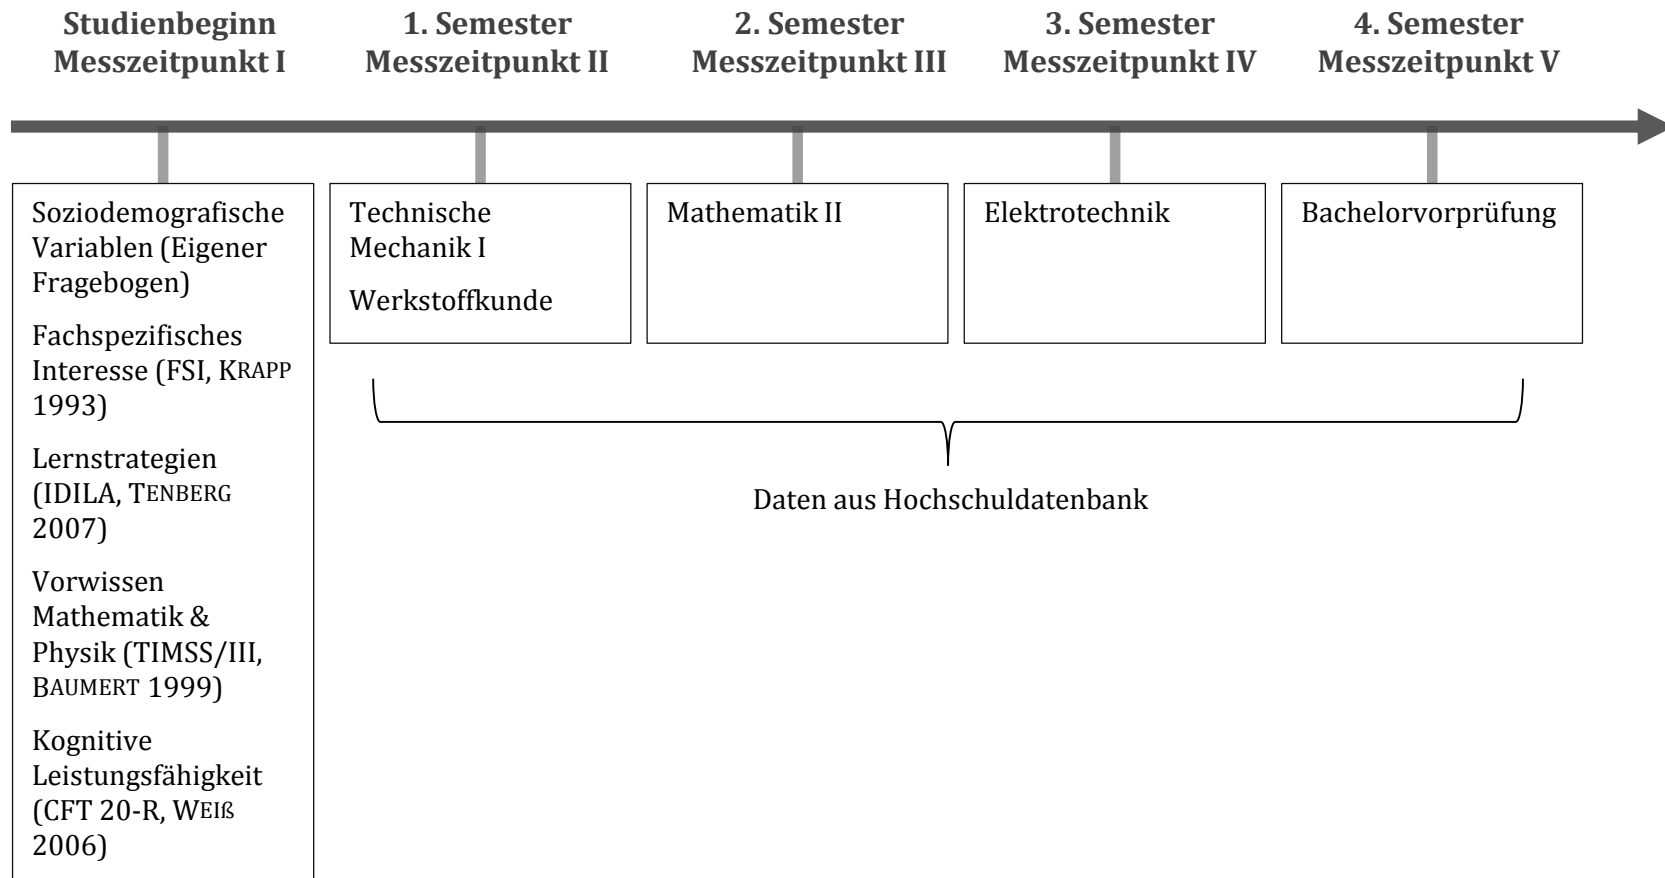 Studienbeginn
Messzeitpunkt I
1. Semester
Messzeitpunkt II
2. Semester
Messzeitpunkt III
3. Semester
Messzeitpunkt IV
4. Semester
Messzeitpunkt V
Soziodemografische
Variablen (Eigener
Fragebogen)
Fachspezifisches
Interesse (FSI, KRAPP
1993)
Lernstrategien
(IDILA, TENBERG
2007)
Vorwissen
Mathematik &
Physik (TIMSS/III,
BAUMERT 1999)
Kognitive
Leistungsfähigkeit
(CFT 20-R, WEIß
2006)
Technische
Mechanik I
Werkstoffkunde
Mathematik II
Elektrotechnik
Bachelorvorprüfung
Daten aus Hochschuldatenbank